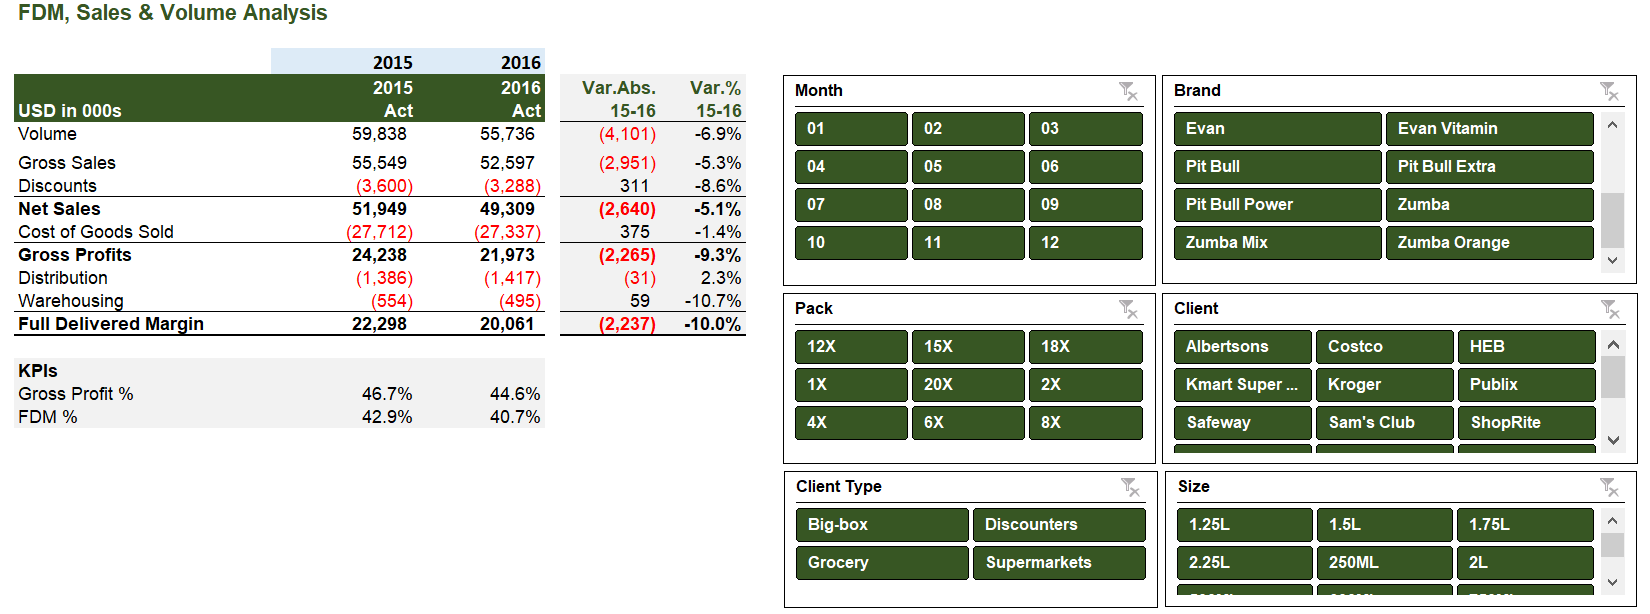 FDM, Sales & Volume Analysis
2015 2016
2015 2016 Var.Abs. Var.%
USD in 000s Act Act 15-16 15-16
Volume 59,838 55,736 (4,101) -6.9%
Gross Sales 55,549 52,597 (2,951) -5.3%
Discounts (3,600) (3,288) 311 -8.6%
Net Sales 51,949 49,309 (2,640) -5.1%
Cost of Goods Sold (27,712) (27,337) 375 -1.4%
Gross Profits 24,238 21,973 (2,265) -9.3%
Distribution (1,386) (1,417) (31) 2.3%
Warehousing (554) (495) 59 -10.7%
Full Delivered Margin 22,298 20,061 (2,237) -10.0%
KPIs
Gross Profit % 46.7% 44.6%
FDM % 42.9% 40.7%
Month
01 02 03
04 05 06
07 08 09
10 11 12
Brand
Evan Evan Vitamin
Pit Bull Pit Bull Extra
Pit Bull Power Zumba
Zumba Mix Zumba Orange
Pack
12X 15X 18X
1X 20X 2X
4X 6X 8X
Client
Albertsons Costco HEB
Kmart Super ... Kroger Publix
Safeway Sam's Club ShopRite
Client Type
Big-box Discounters
Grocery Supermarkets
Size
1.25L 1.5L 1.75L
2.25L 250ML 2L